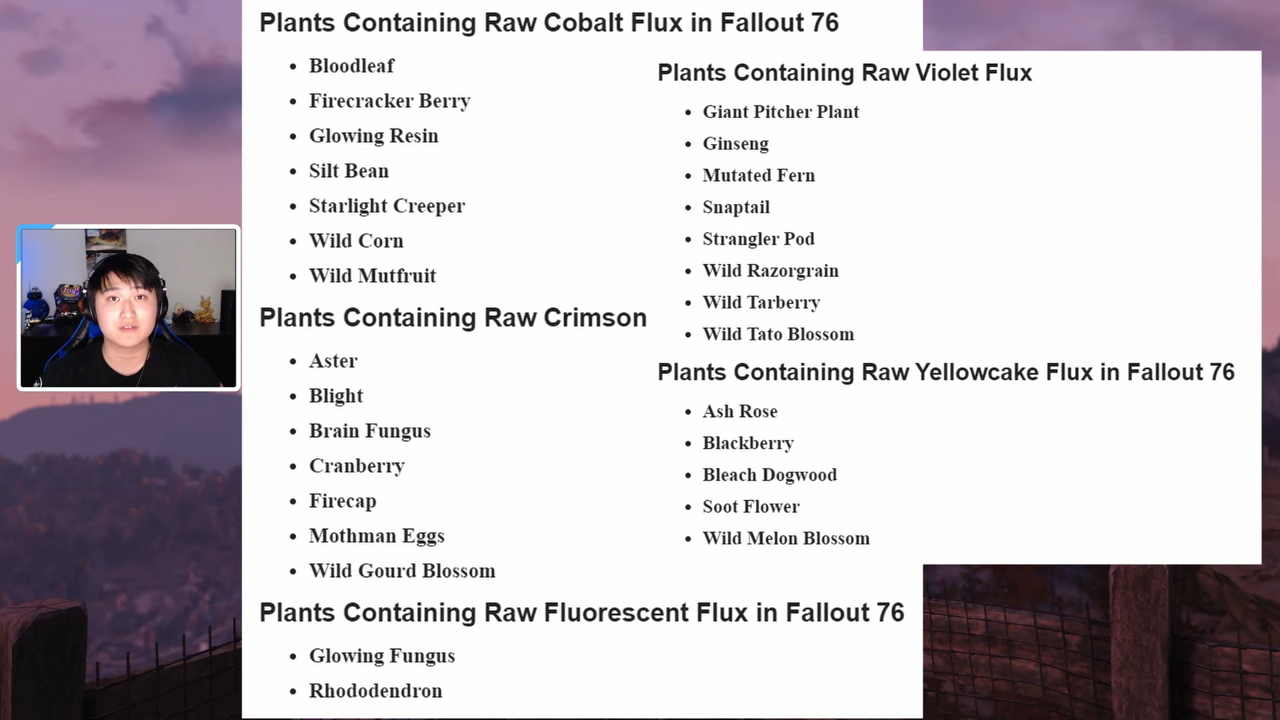 Plants Containing Raw Cobalt Flux in Fallout 76
Bloodleaf
Firecracker Berry
Glowing Resin
Silt Bean
Starlight Creeper
Wild Corn
Wild Mutfruit
Plants Containing Raw Crimson
Aster
Blight
Brain Fungus
Cranberry
Firecap
Mothman Eggs
Wild Gourd Blossom
Plants Containing Raw Fluorescent Flux in Fallout 76
Glowing Fungus
Rhododendron
Plants Containing Raw Violet Flux
Giant Pitcher Plant
Ginseng
Mutated Fern
Snaptail
Strangler Pod
Wild Razorgrain
Wild Tarberry
Wild Tato Blossom
Plants Containing Raw Yellowcake Flux in Fallout 76
Ash Rose
Blackberry
Bleach Dogwood
Soot Flower
Wild Melon Blossom